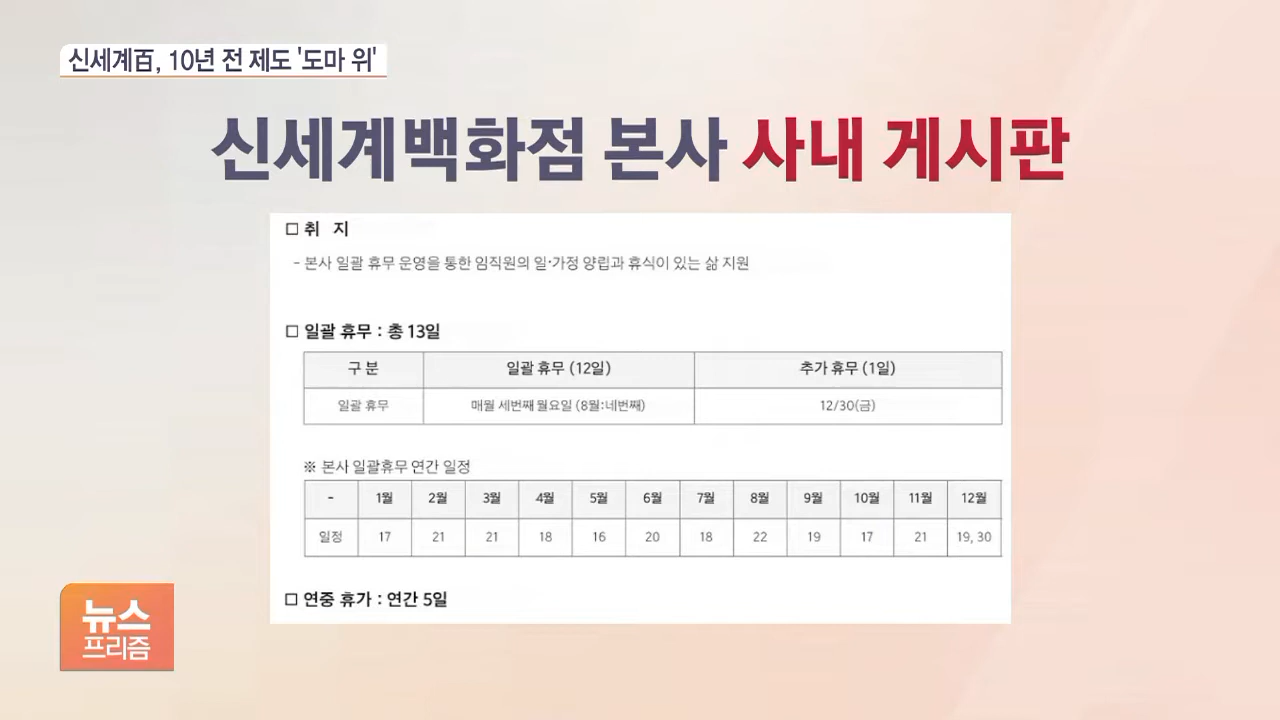 신세계百, 10년 전 제도 '도마 위'
신세계백화점 본사 사내 게시판
□ 취 지
- 본사 일괄 휴무 운영을 통한 임직원의 일·가정 양립과 휴식이 있는 삶 지원
□ 일괄 휴무 : 총 13일
구 분 일괄 휴무 (12일) 추가 휴무 (1일)
일괄 휴무 매월 세번째 월요일 (8월:네번째) 12/30(금)
※ 본사 일괄휴무 연간 일정
- 1월 2월 3월 4월 5월 6월 7월 8월 9월 10월 11월 12월
일정 17 21 21 18 16 20 18 22 19 17 21 19, 30
□ 연중 휴가 : 연간 5일
뉴스
프리즘